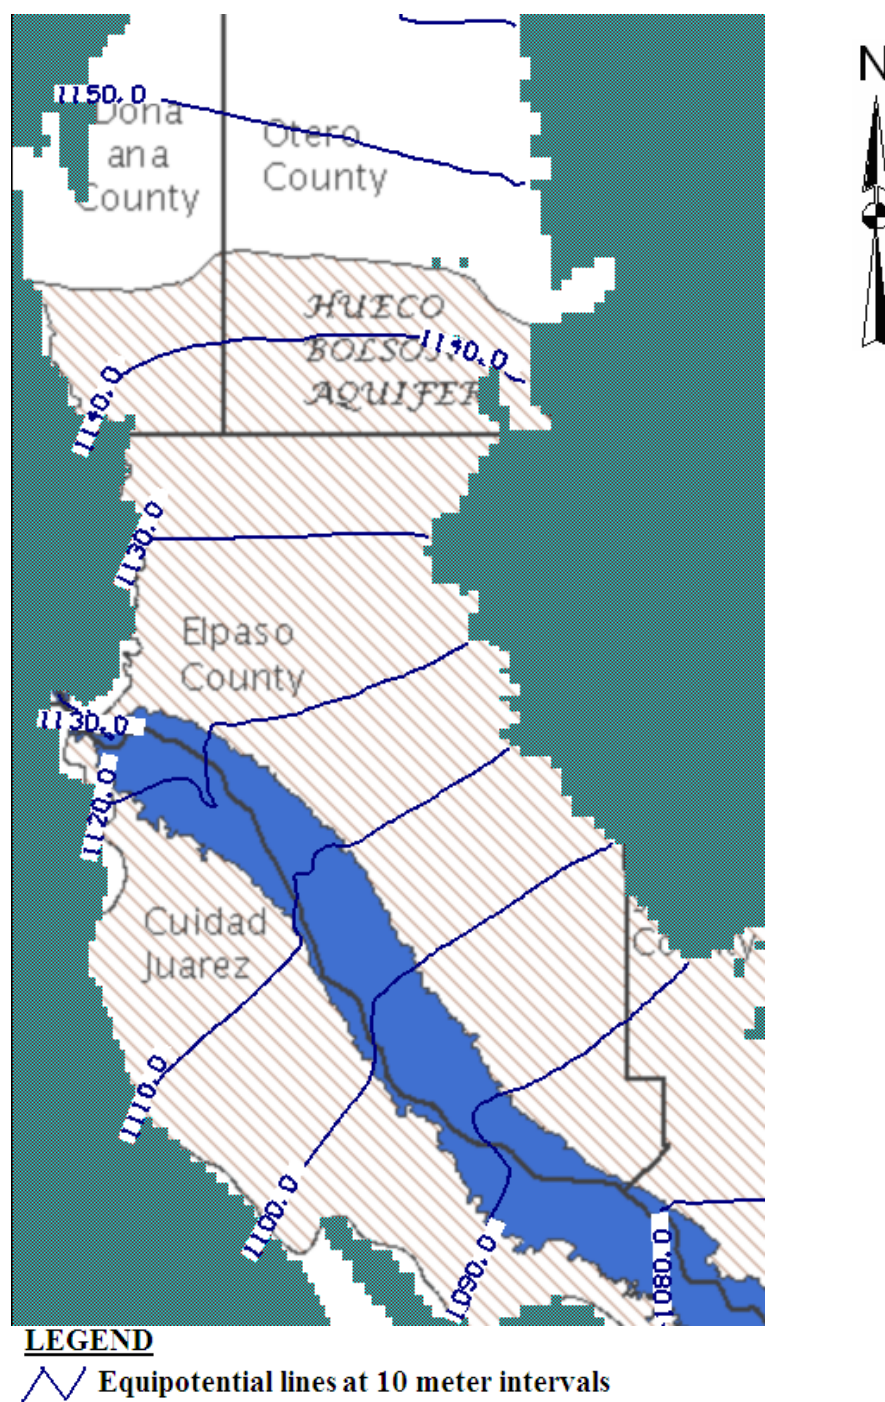 N
1150.0
Dona
ana
County
Otero
County
HUECO
BOLSON
AQUIFER
1140.0
1140.0
1130.0
Elpaso
County
1130.0
1120.0
Cuidad
Juarez
1110.0
1100.0
1090.0
1080.0
LEGEND
Equipotential lines at 10 meter intervals